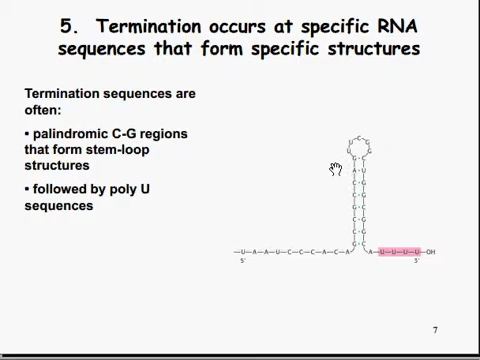 5. Termination occurs at specific RNA
sequences that form specific structures
Termination sequences are
often:
• palindromic C-G regions
that form stem-loop
structures
• followed by poly U
sequences
—U—A—A—U—C—C—C—A—C—A
A—U—U—U—U—OH
5'
3'
7